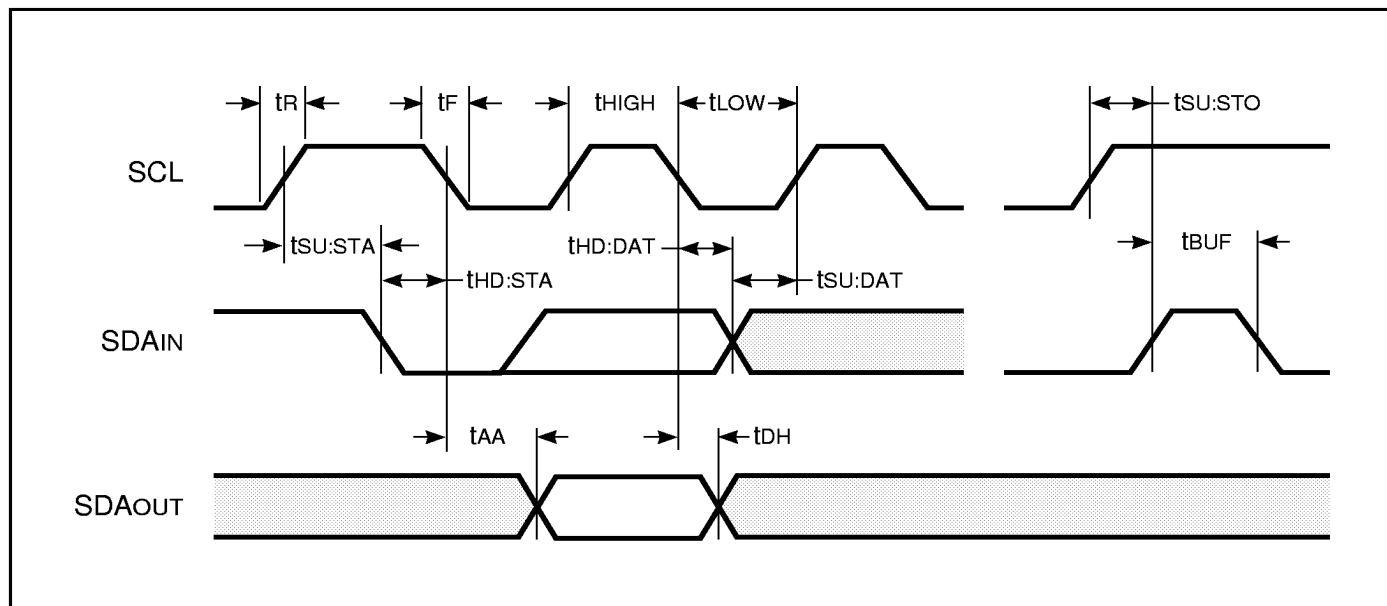 tR tF tHIGH tLOW tSU:STO
SCL
tSU:STA tHD:DAT tBUF
tHD:STA tSU:DAT
SDAIN
tAA tDH
SDAOUT